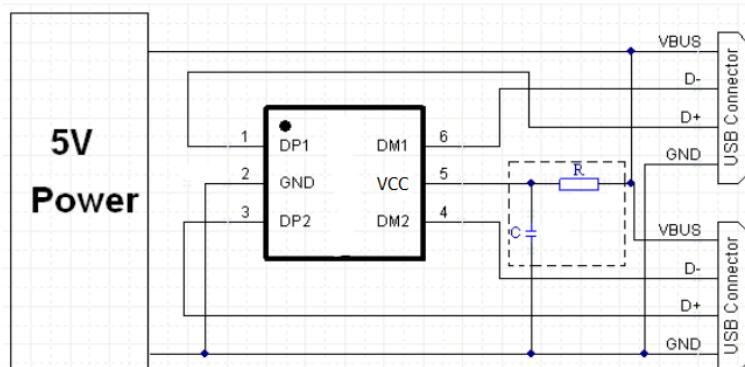 5V
Power
1
DP1
DM1
6
2
GND
VCC
5
3
DP2
DM2
4
R
C
VBUS
D-
D+
GND
USB Connector
VBUS
D-
D+
GND
USB Connector